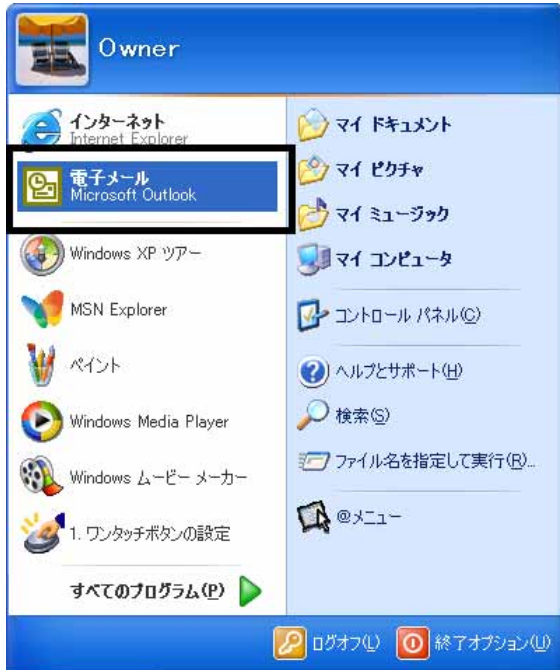 Owner
インターネット
Internet Explorer
電子メール
Microsoft Outlook
Windows XP ツアー
MSN Explorer
ペイント
Windows Media Player
Windows ムービー メーカー
1. ワンタッチボタンの設定
すべてのプログラム(P)
マイ ドキュメント
マイ ピクチャ
マイ ミュージック
マイ コンピュータ
コントロール パネル(C)
ヘルプとサポート(H)
検索(S)
ファイル名を指定して実行(R)...
@メニュー
ログオフ(L)
終了オプション(U)